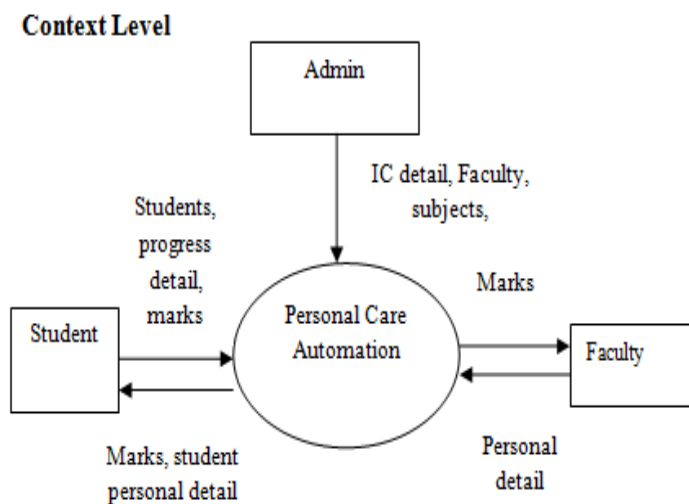 Context Level
Admin
IC detail, Faculty,
subjects,
Students,
progress
detail,
marks
Marks
Student
Personal Care
Automation
Faculty
Marks, student
personal detail
Personal
detail